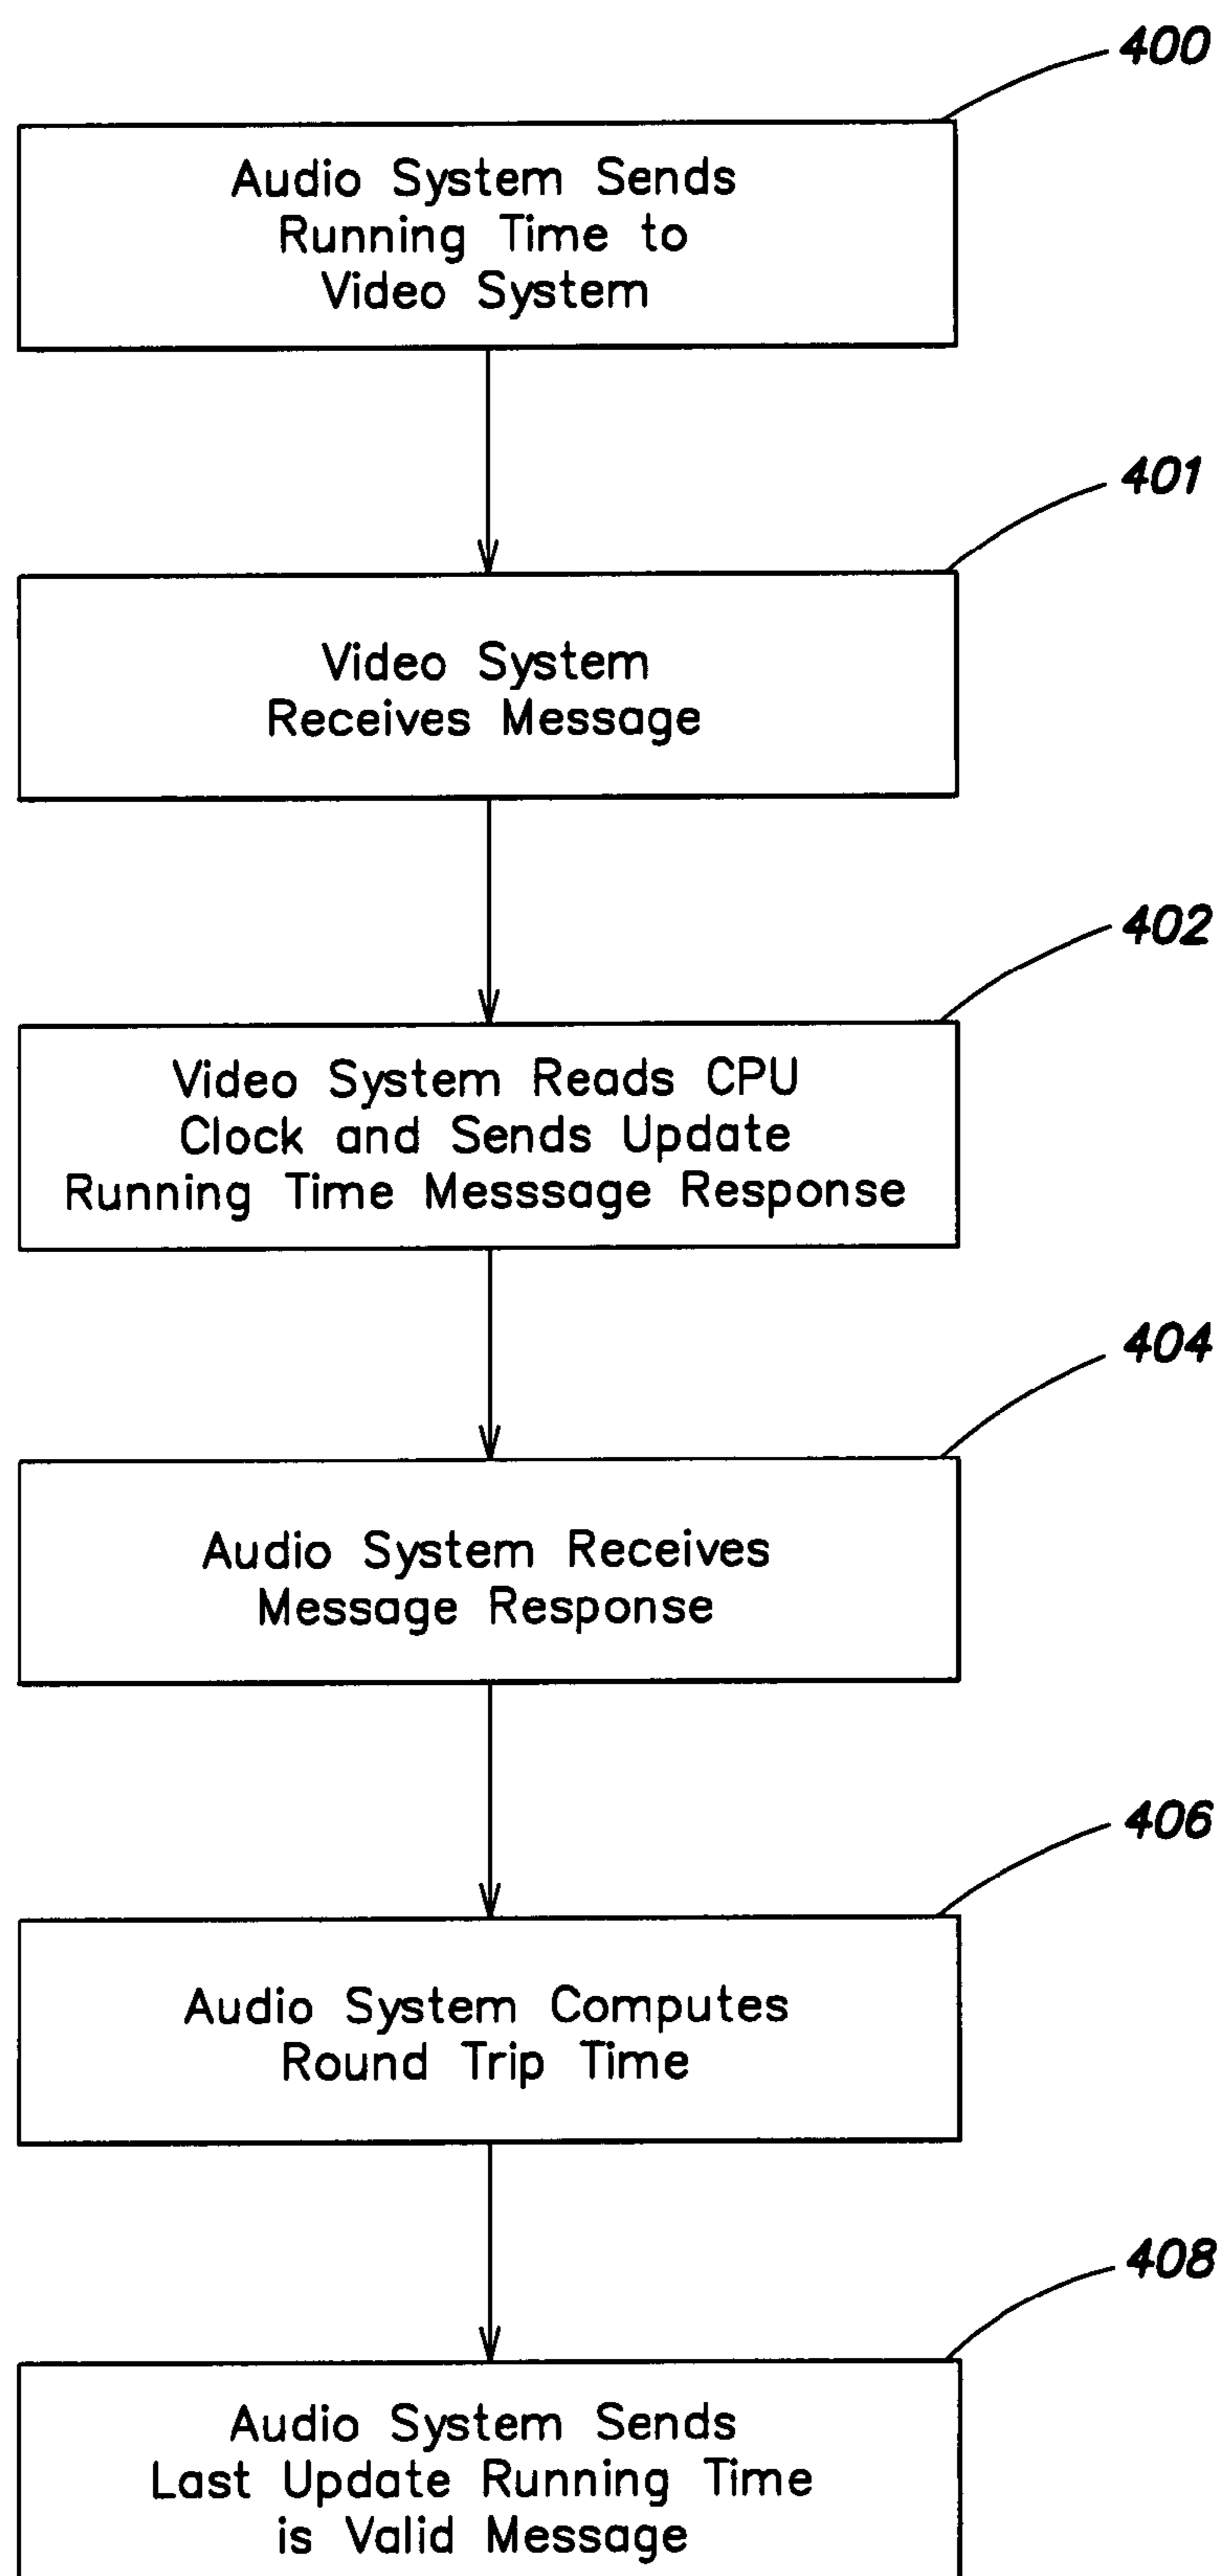 400
Audio System Sends
Running Time to
Video System
401
Video System
Receives Message
402
Video System Reads CPU
Clock and Sends Update
Running Time Messsage Response
404
Audio System Receives
Message Response
406
Audio System Computes
Round Trip Time
408
Audio System Sends
Last Update Running Time
is Valid Message